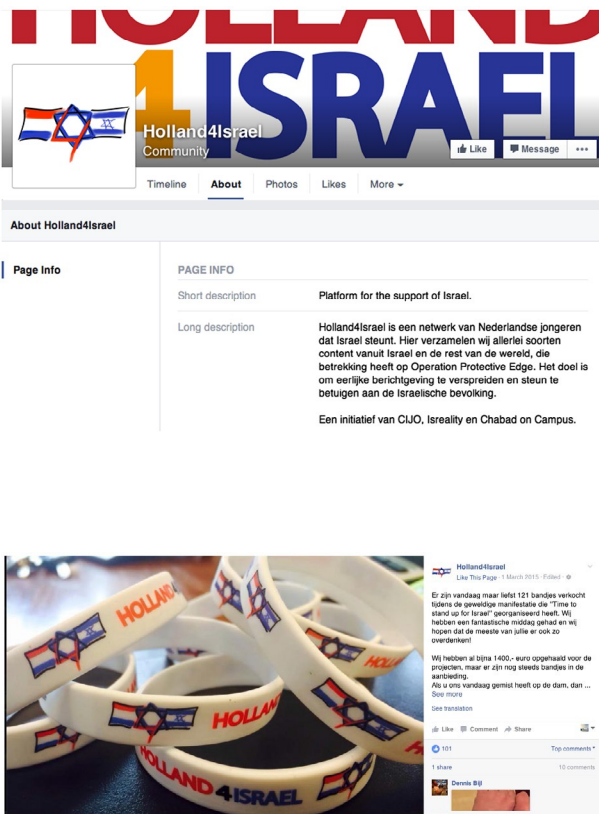 HOLLAND
4ISRAEL
Holland4Israel
Community
Like Message
Timeline About Photos Likes More
About Holland4Israel
Page Info
PAGE INFO
Short description Platform for the support of Israel.
Long description Holland4Israel is een netwerk van Nederlandse jongeren
dat Israel steunt. Hier verzamelen wij allerlei soorten
content vanuit Israel en de rest van de wereld, die
betrekking heeft op Operation Protective Edge. Het doel is
om eerlijke berichtgeving te verspreiden en steun te
betuigen aan de Israelische bevolking.
Een initiatief van CIJO, Isreality en Chabad on Campus.
HOLLAND
HOLLAN
HOLL
H
HOLLAND4ISRAEL
Holland4Israel
Like This Page · 1 March 2015 · Edited ·
Er zijn vandaag maar liefst 121 bandjes verkocht
tijdens de geweldige manifestatie die "Time to
stand up for Israel" georganiseerd heeft. Wij
hebben een fantastische middag gehad en wij
hopen dat de meeste van jullie er ook zo
overdenken!
Wij hebben al bijna 1400,- euro opgehaald voor de
projecten, maar er zijn nog steeds bandjes in de
aanbieding.
Als u ons vandaag gemist heeft op de dam, dan ...
See more
See translation
Like Comment Share
101 Top comments
1 share 10 comments
Dennis Bijl